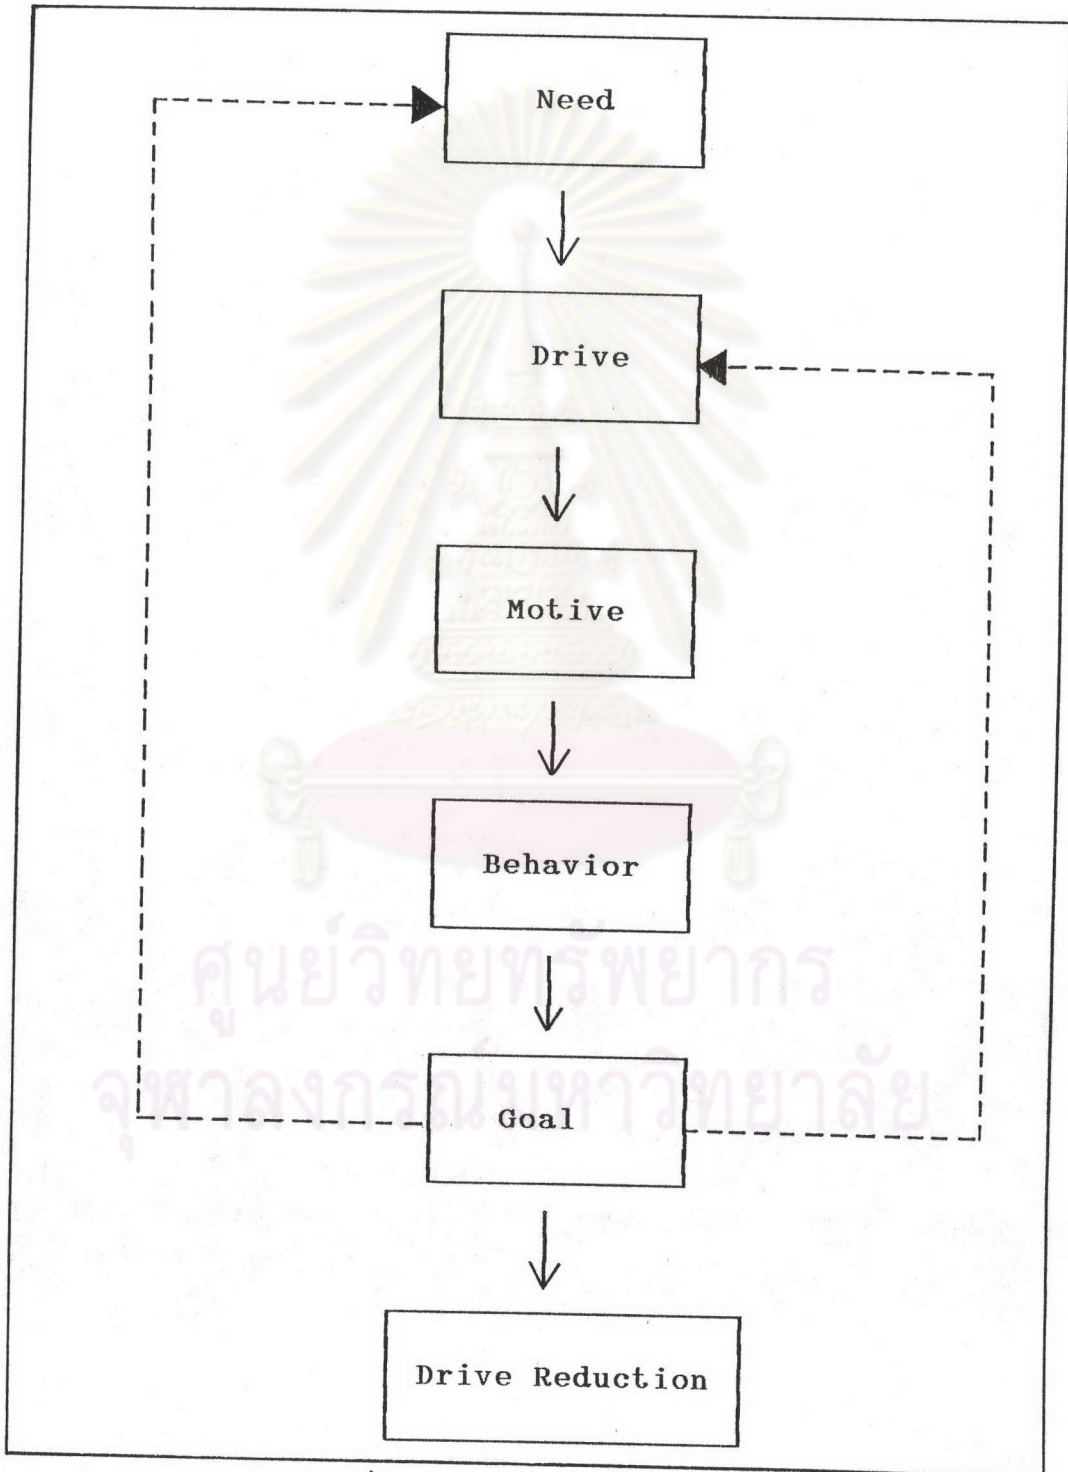 Need
Drive
Motive
Behavior
ศูนย์วิทยทรัพยากร
จุฬาลงกรณ์มหาวิทยาลัย
Goal
Drive Reduction